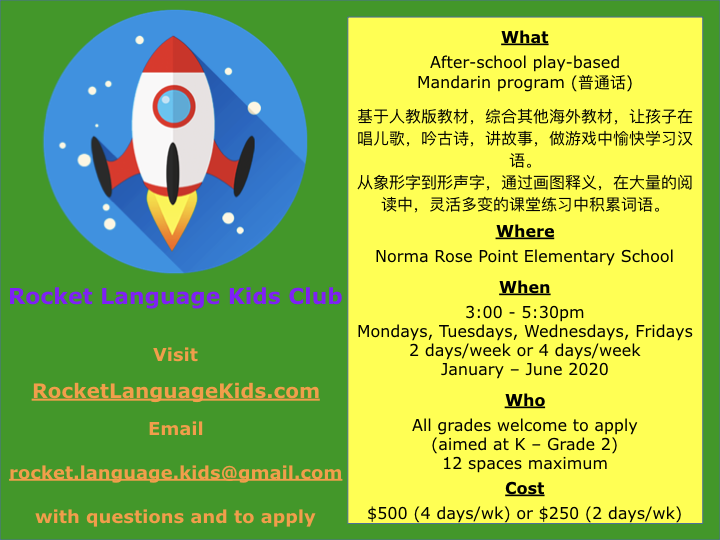 Rocket Language Kids Club
Visit
RocketLanguageKids.com
Email
rocket.language.kids@gmail.com
with questions and to apply
What
After-school play-based
Mandarin program (普通话)
基于人教版教材，综合其他海外教材，让孩子在
唱儿歌，吟古诗，讲故事，做游戏中愉快学习汉
语。
从象形字到形声字，通过画图释义，在大量的阅
读中，灵活多变的课堂练习中积累词语。
Where
Norma Rose Point Elementary School
When
3:00 - 5:30pm
Mondays, Tuesdays, Wednesdays, Fridays
2 days/week or 4 days/week
January – June 2020
Who
All grades welcome to apply
(aimed at K – Grade 2)
12 spaces maximum
Cost
$500 (4 days/wk) or $250 (2 days/wk)